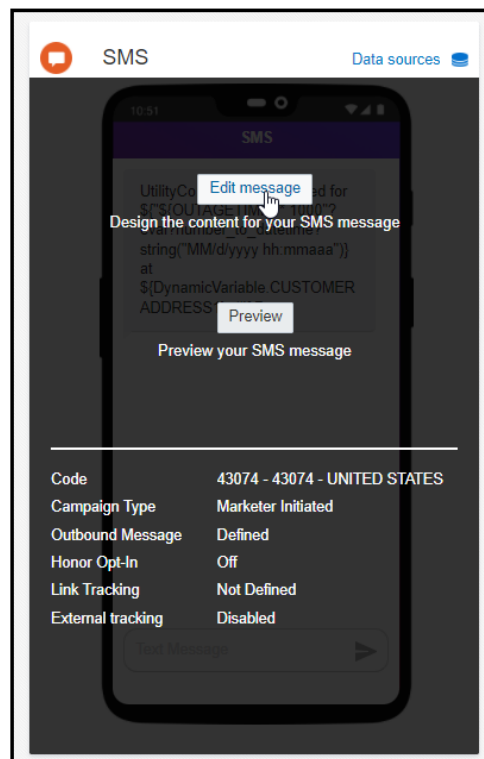 SMS
Data sources
10:51
SMS
UtilityCo
ed for
Edit message
Design the content for your SMS message
string("MM/d/yyyy hh:mmaaa")}
at
${DynamicVariable.CUSTOMER
ADDRESS
Preview
Preview your SMS message
Code 43074 - 43074 - UNITED STATES
Campaign Type Marketer Initiated
Outbound Message Defined
Honor Opt-In Off
Link Tracking Not Defined
External tracking Disabled
Text Message